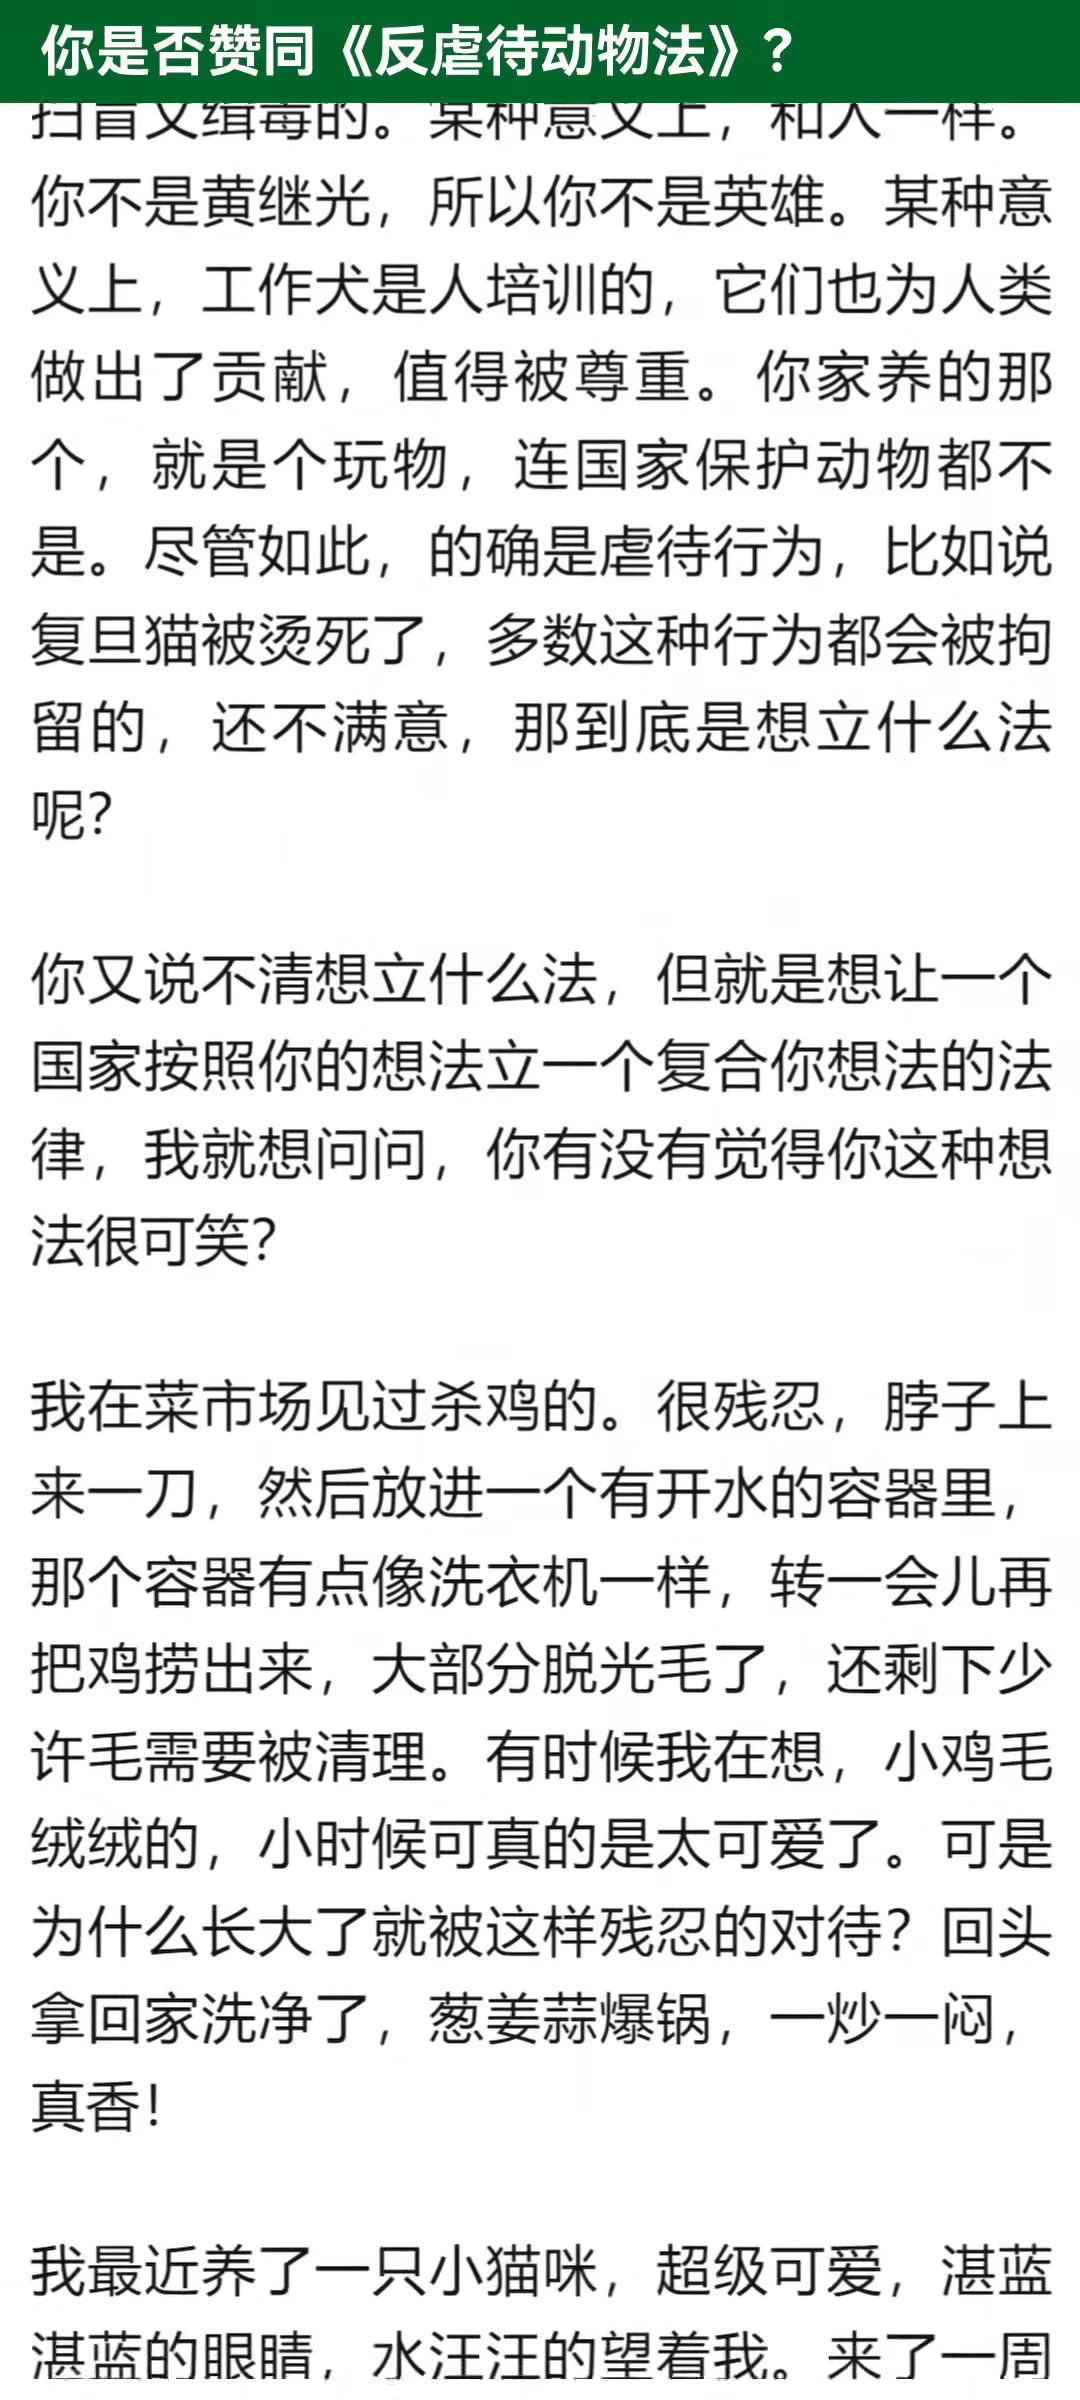 你是否赞同《反虐待动物法》？
扫盲又缉毒的。某种意义上，和人一样。
你不是黄继光，所以你不是英雄。某种意
义上，工作犬是人培训的，它们也为人类
做出了贡献，值得被尊重。你家养的那
个，就是个玩物，连国家保护动物都不
是。尽管如此，的确是虐待行为，比如说
复旦猫被烫死了，多数这种行为都会被拘
留的，还不满意，那到底是想立什么法
呢？
你又说不清想立什么法，但就是想让一个
国家按照你的想法立一个复合你想法的法
律，我就想问问，你有没有觉得你这种想
法很可笑？
我在菜市场见过杀鸡的。很残忍，脖子上
来一刀，然后放进一个有开水的容器里，
那个容器有点像洗衣机一样，转一会儿再
把鸡捞出来，大部分脱光毛了，还剩下少
许毛需要被清理。有时候我在想，小鸡毛
绒绒的，小时候可真的是太可爱了。可是
为什么长大了就被这样残忍的对待？回头
拿回家洗净了，葱姜蒜爆锅，一炒一闷，
真香！
我最近养了一只小猫咪，超级可爱，湛蓝
湛蓝的眼睛，水汪汪的望着我。来了一周